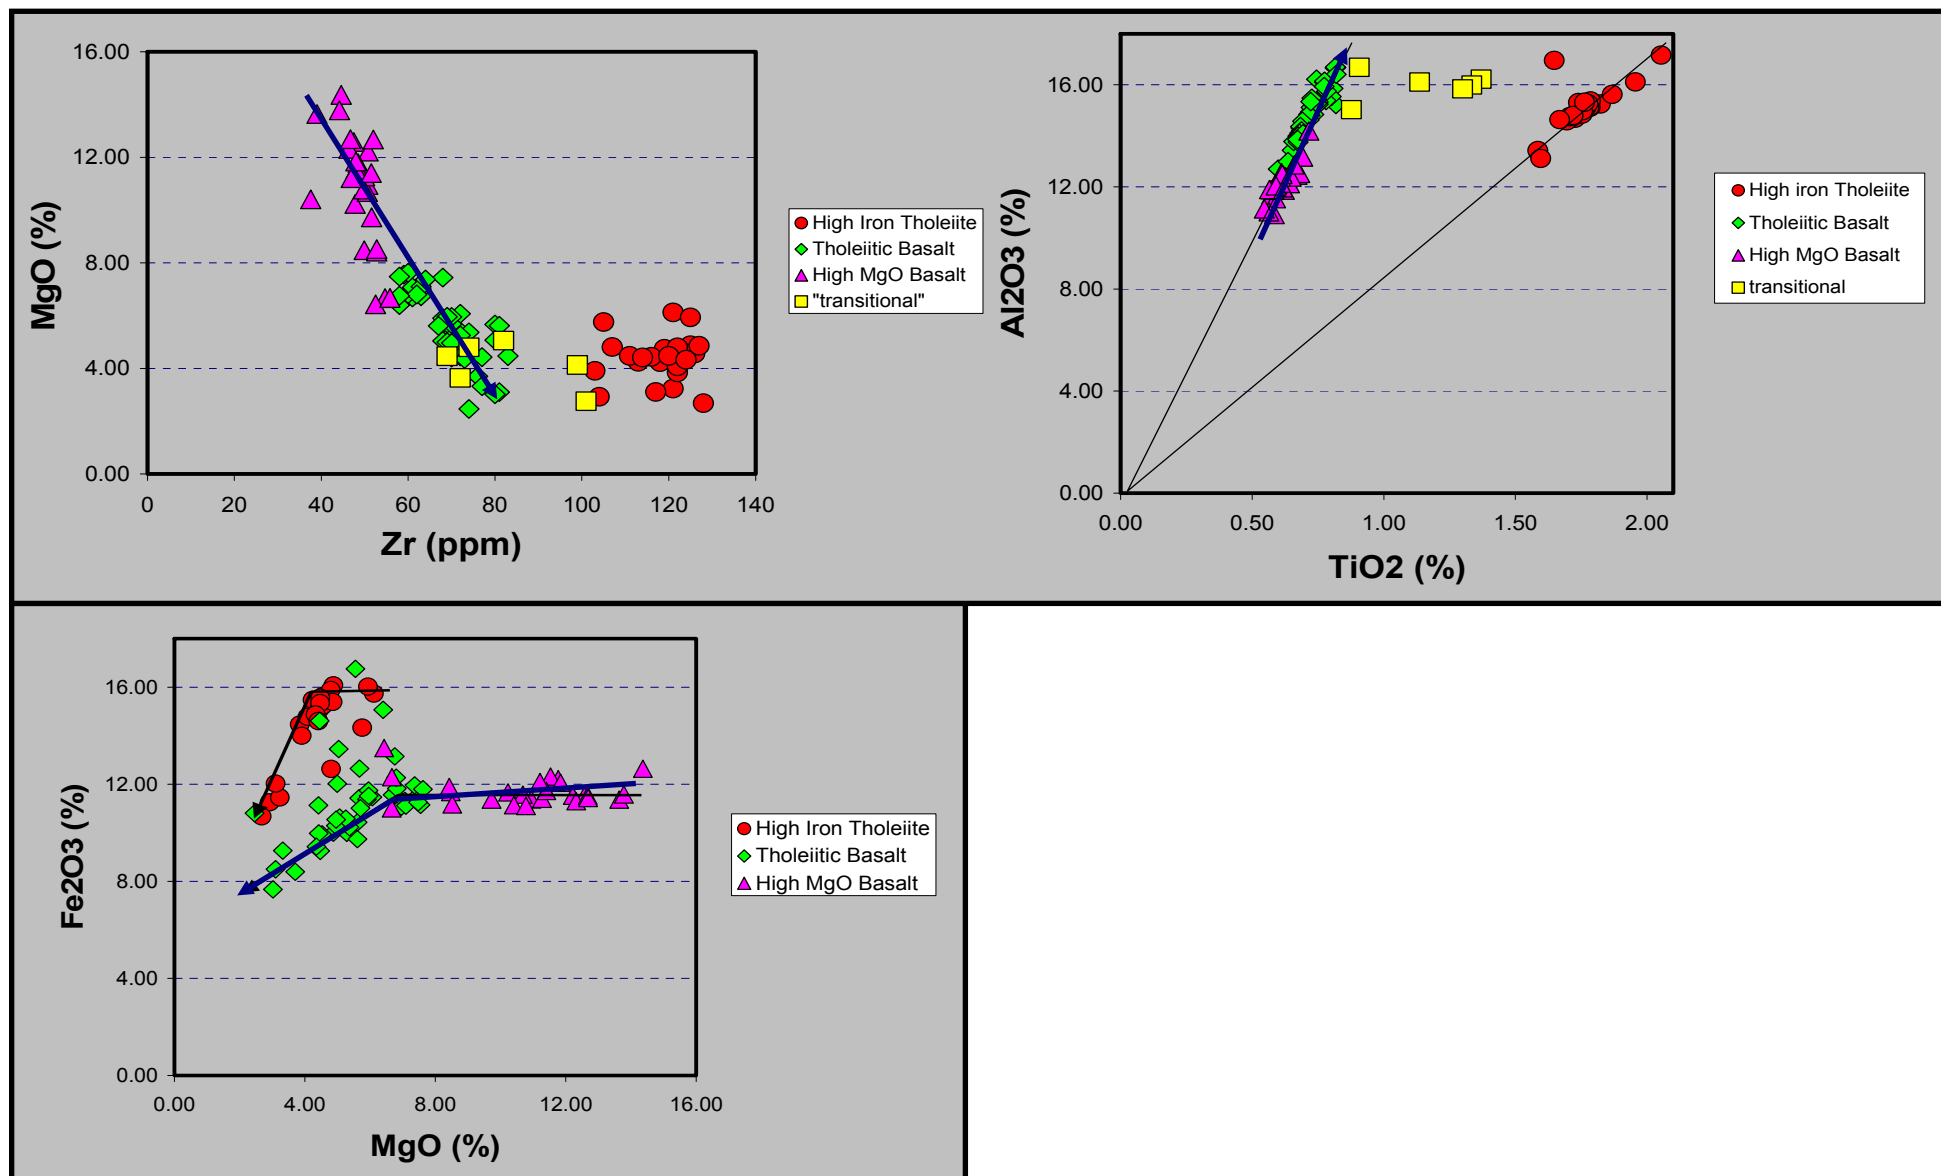 16.00
12.00
8.00
4.00
0.00
MgO (%)
0 20 40 60 80 100 120 140
Zr (ppm)
High Iron Tholeiite
Tholeiitic Basalt
High MgO Basalt
"transitional"
16.00
12.00
8.00
4.00
0.00
Al2O3 (%)
0.00 0.50 1.00 1.50 2.00
TiO2 (%)
High iron Tholeiite
Tholeiitic Basalt
High MgO Basalt
transitional
16.00
12.00
8.00
4.00
0.00
Fe2O3 (%)
0.00 4.00 8.00 12.00 16.00
MgO (%)
High Iron Tholeiite
Tholeiitic Basalt
High MgO Basalt